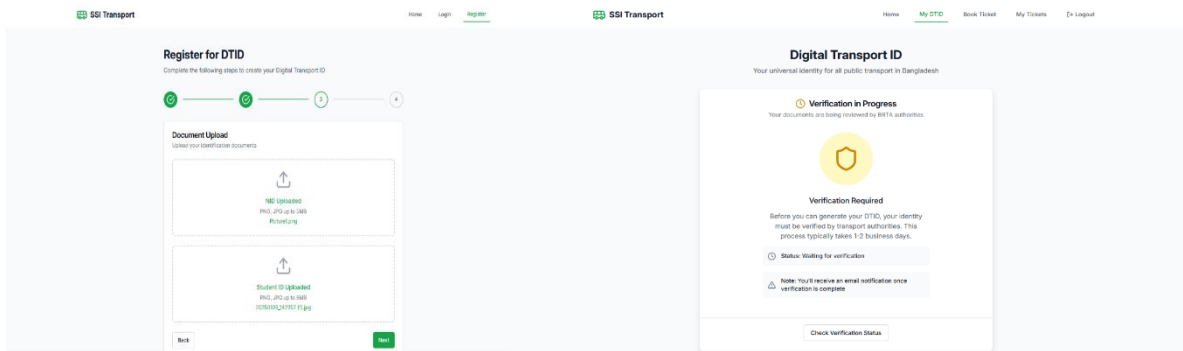 SSI Transport
Home Login Register
Register for DTID
Complete the following steps to create your Digital Transport ID
3
4
Document Upload
Upload your identification documents
NID Uploaded
PNG, JPG up to 5MB
Picture1.png
Student ID Uploaded
PNG, JPG up to 5MB
Back
Next
SSI Transport
Home My DTID Book Ticket My Tickets Logout
Digital Transport ID
Your universal identity for all public transport in Bangladesh
Verification in Progress
Your documents are being reviewed by BRTA authorities
Verification Required
Before you can generate your DTID, your identity
must be verified by transport authorities. This
process typically takes 1-2 business days.
Status: Waiting for verification
Note: You'll receive an email notification once
verification is complete
Check Verification Status